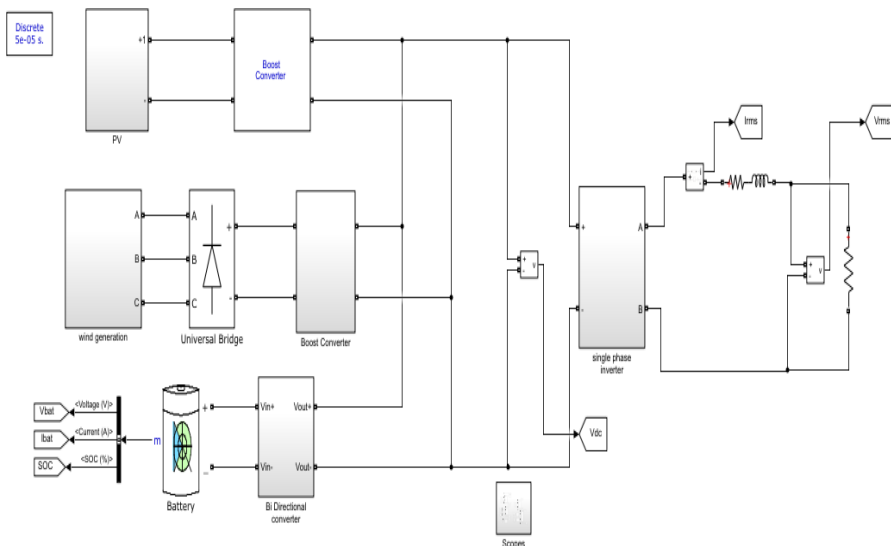 Discrete
5e-05 s.
+1
-
PV
Boost
Converter
A
B
C
wind generation
A
B
C
+
-
Universal Bridge
Boost Converter
Vbat
Ibat
SOC
<Voltage (V)>
<Current (A)>
<SOC (%)>
m
+
_
Battery
Vin+
Vin-
Vout+
Vout-
Bi Directional
converter
+
-
v
Vdc
Scopes
+
-
A
B
single phase
inverter
+
i
-
Irms
+
-
v
Vrms
+
+